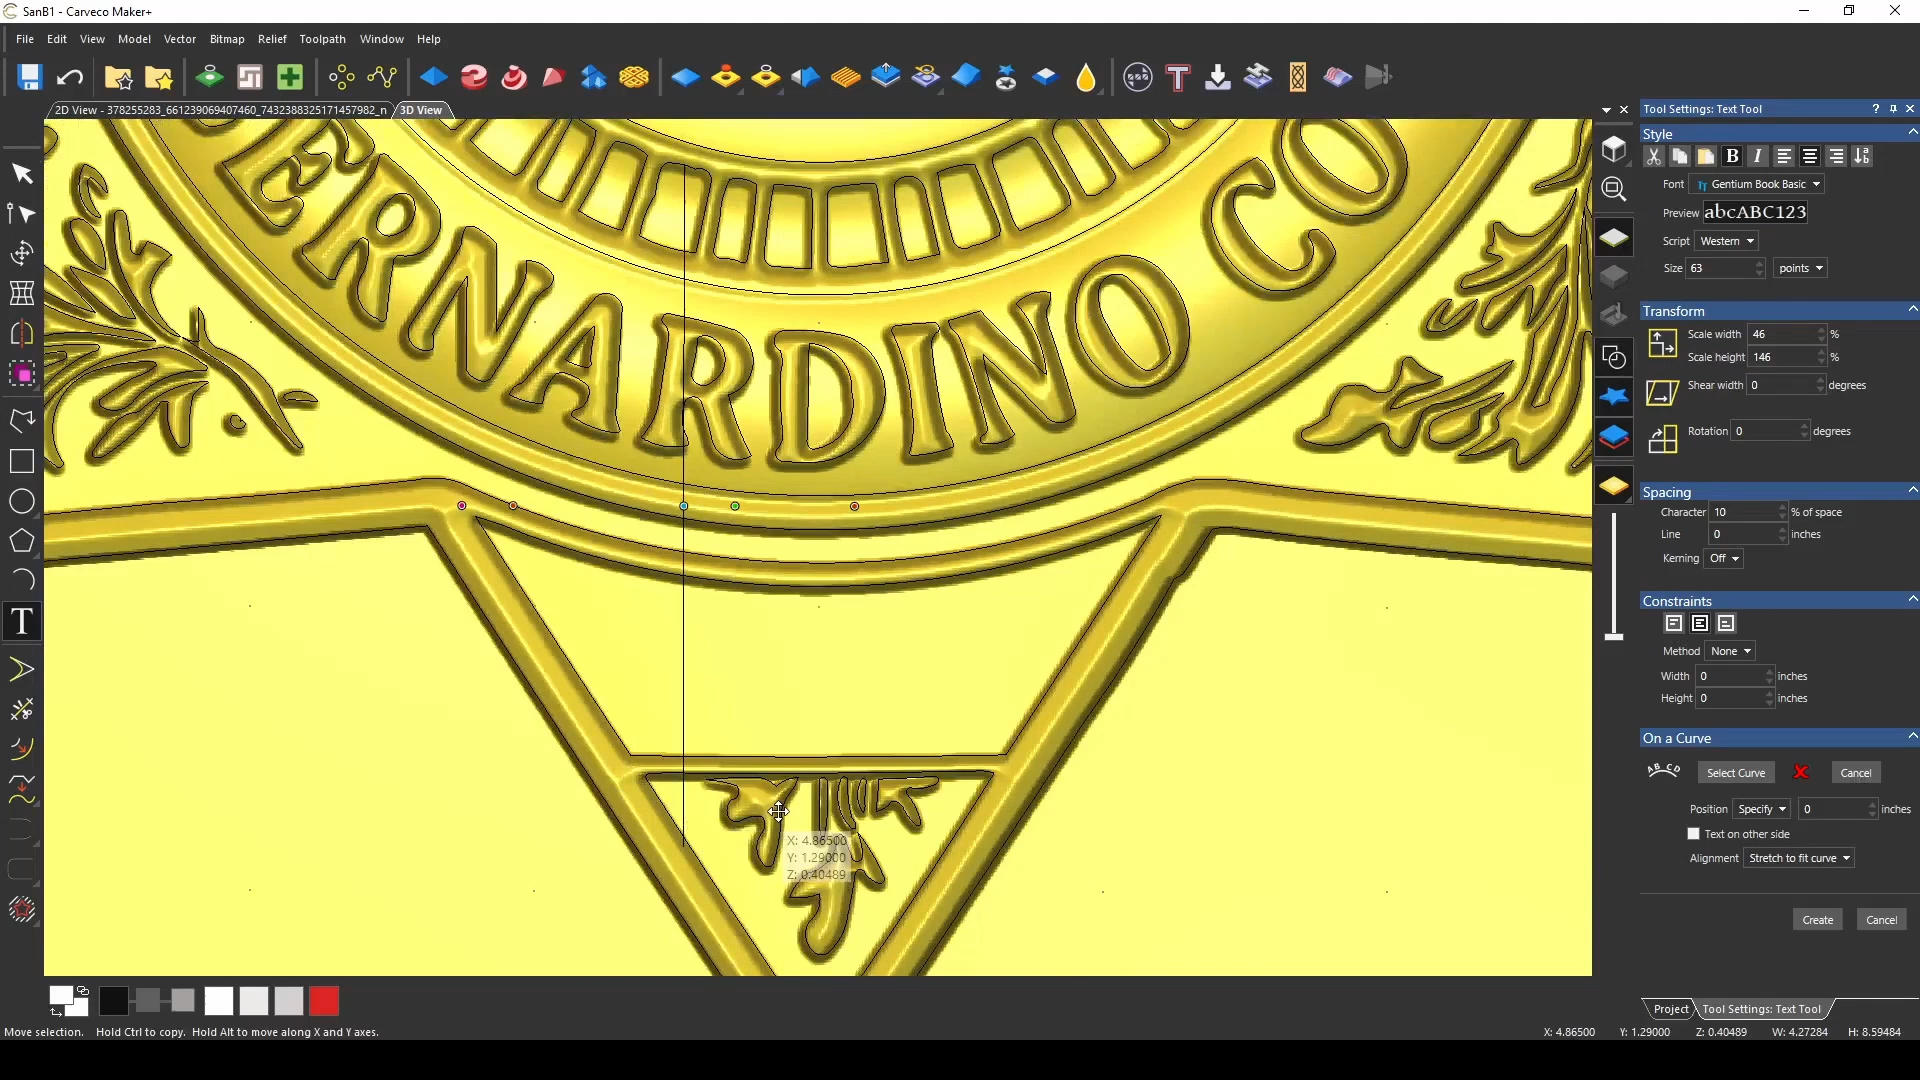 SanB1 - Carveco Maker+
File Edit View Model Vector Bitmap Relief Toolpath Window Help
2D View - 378255283_661239069407460_7432388325171457982_n
3D View
Tool Settings: Text Tool
Style
B I
Font Gentium Book Basic
Preview abcABC123
Script Western
Size 63 points
Transform
Scale width 46 %
Scale height 146 %
Shear width 0 degrees
Rotation 0 degrees
Spacing
Character 10 % of space
Line 0 inches
Kerning Off
Constraints
Method None
Width 0 inches
Height 0 inches
On a Curve
Select Curve Cancel
Position Specify 0 inches
Text on other side
Alignment Stretch to fit curve
Create Cancel
ERNARDINO CO
X: 4.86500
Y: 1.29000
Z: 0.40489
Project Tool Settings: Text Tool
Move selection. Hold Ctrl to copy. Hold Alt to move along X and Y axes.
X: 4.86500 Y: 1.29000 Z: 0.40489 W: 4.27284 H: 8.59484